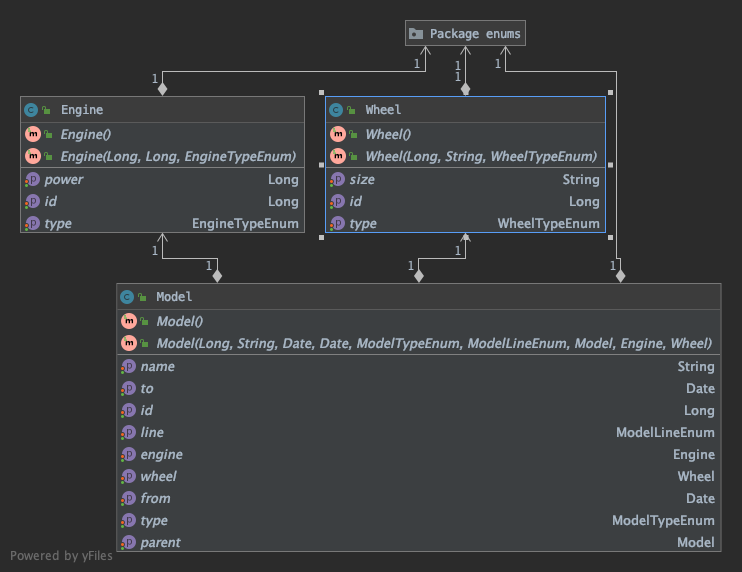 Package enums
1
1
1
1
1
Engine
Engine()
Engine(Long, Long, EngineTypeEnum)
power Long
id Long
type EngineTypeEnum
Wheel
Wheel()
Wheel(Long, String, WheelTypeEnum)
size String
id Long
type WheelTypeEnum
1
1
1
1
1
Model
Model()
Model(Long, String, Date, Date, ModelTypeEnum, ModelLineEnum, Model, Engine, Wheel)
name String
to Date
id Long
line ModelLineEnum
engine Engine
wheel Wheel
from Date
type ModelTypeEnum
parent Model
Powered by yFiles